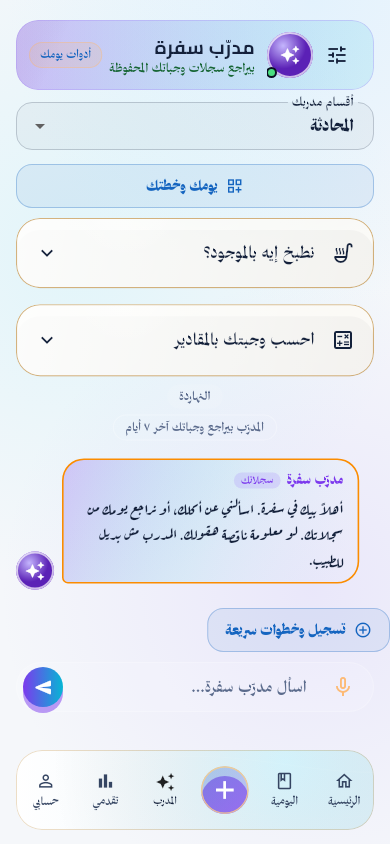 مدرّب سفرة
بيراجع سجلات وجباتك المحفوظة
أدوات يومك
أقسام مدربك
المحادثة
يومك وخطتك
نطبخ إيه بالموجود؟
احسب وجبتك بالمقادير
النهاردة
المدرّب بيراجع وجباتك آخر ٧ أيام
مدرّب سفرة
سجلاتك
أهلاً بيك في سفرة. اسألني عن أكلك، أو نراجع يومك من
سجلاتك. لو معلومة ناقصة هقولك. المدرب مش بديل
للطبيب.
تسجيل وخطوات سريعة
اسأل مدرّب سفرة...
الرئيسية
اليومية
المدرب
تقدمي
حسابي